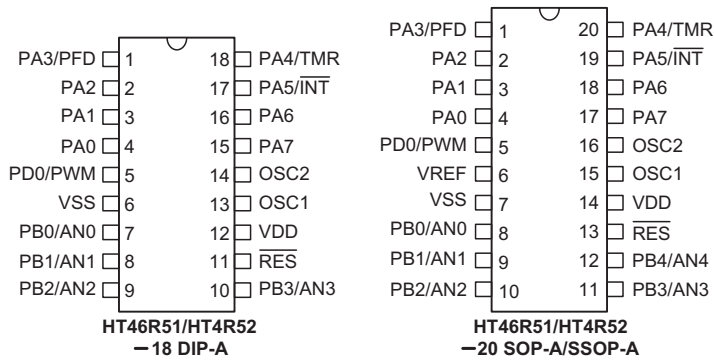 PA3/PFD 1 18 PA4/TMR
PA2 2 17 PA5/INT
PA1 3 16 PA6
PA0 4 15 PA7
PD0/PWM 5 14 OSC2
VSS 6 13 OSC1
PB0/AN0 7 12 VDD
PB1/AN1 8 11 RES
PB2/AN2 9 10 PB3/AN3
HT46R51/HT4R52
–18 DIP-A
PA3/PFD 1 20 PA4/TMR
PA2 2 19 PA5/INT
PA1 3 18 PA6
PA0 4 17 PA7
PD0/PWM 5 16 OSC2
VREF 6 15 OSC1
VSS 7 14 VDD
PB0/AN0 8 13 RES
PB1/AN1 9 12 PB4/AN4
PB2/AN2 10 11 PB3/AN3
HT46R51/HT4R52
–20 SOP-A/SSOP-A